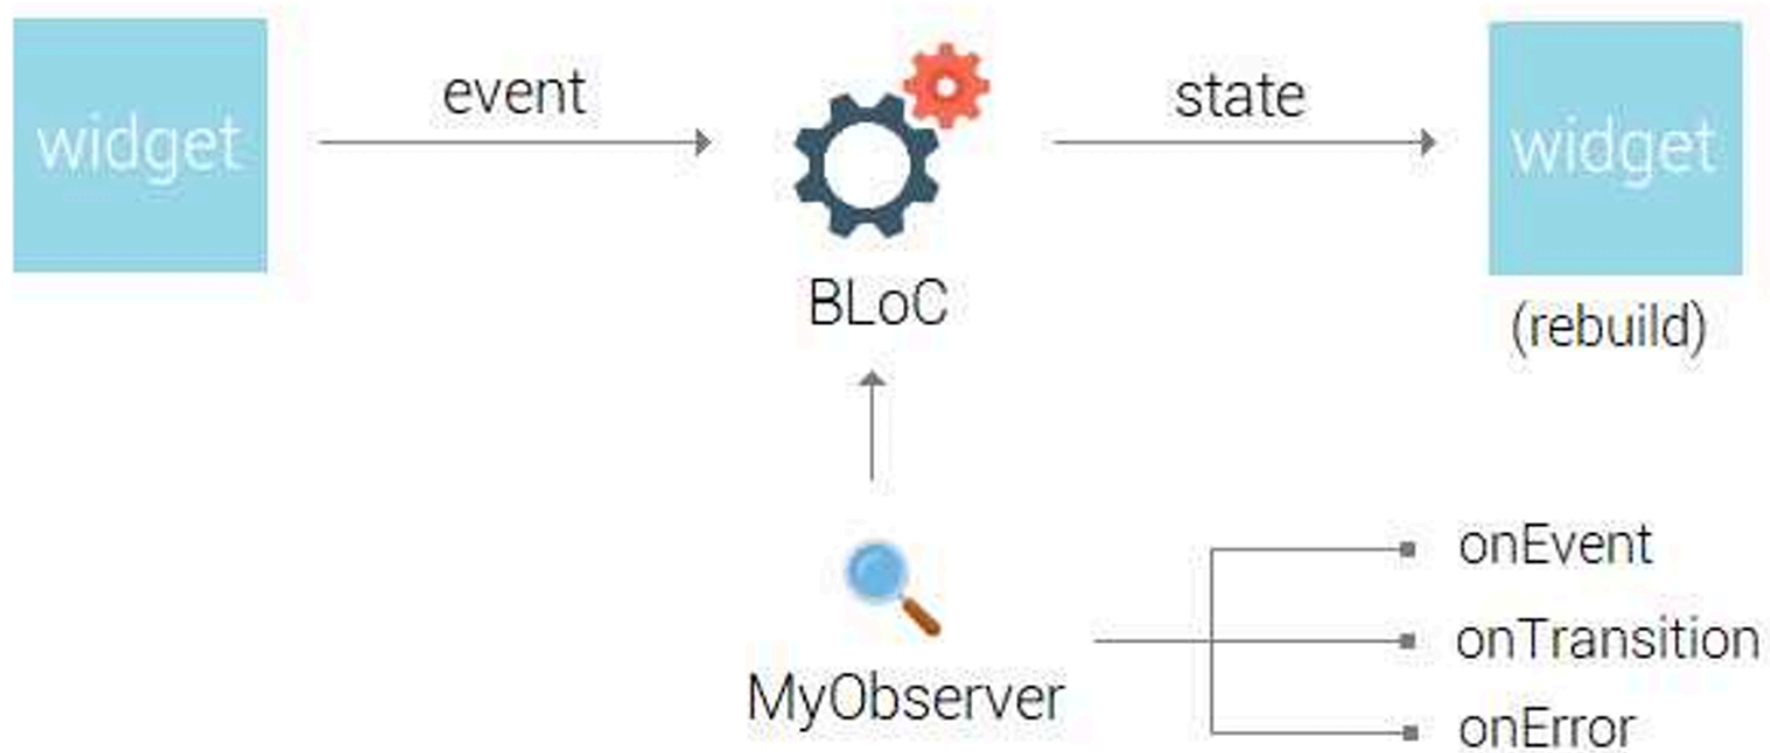 widget
event
state
widget
BLoC
(rebuild)
MyObserver
onEvent
onTransition
onError